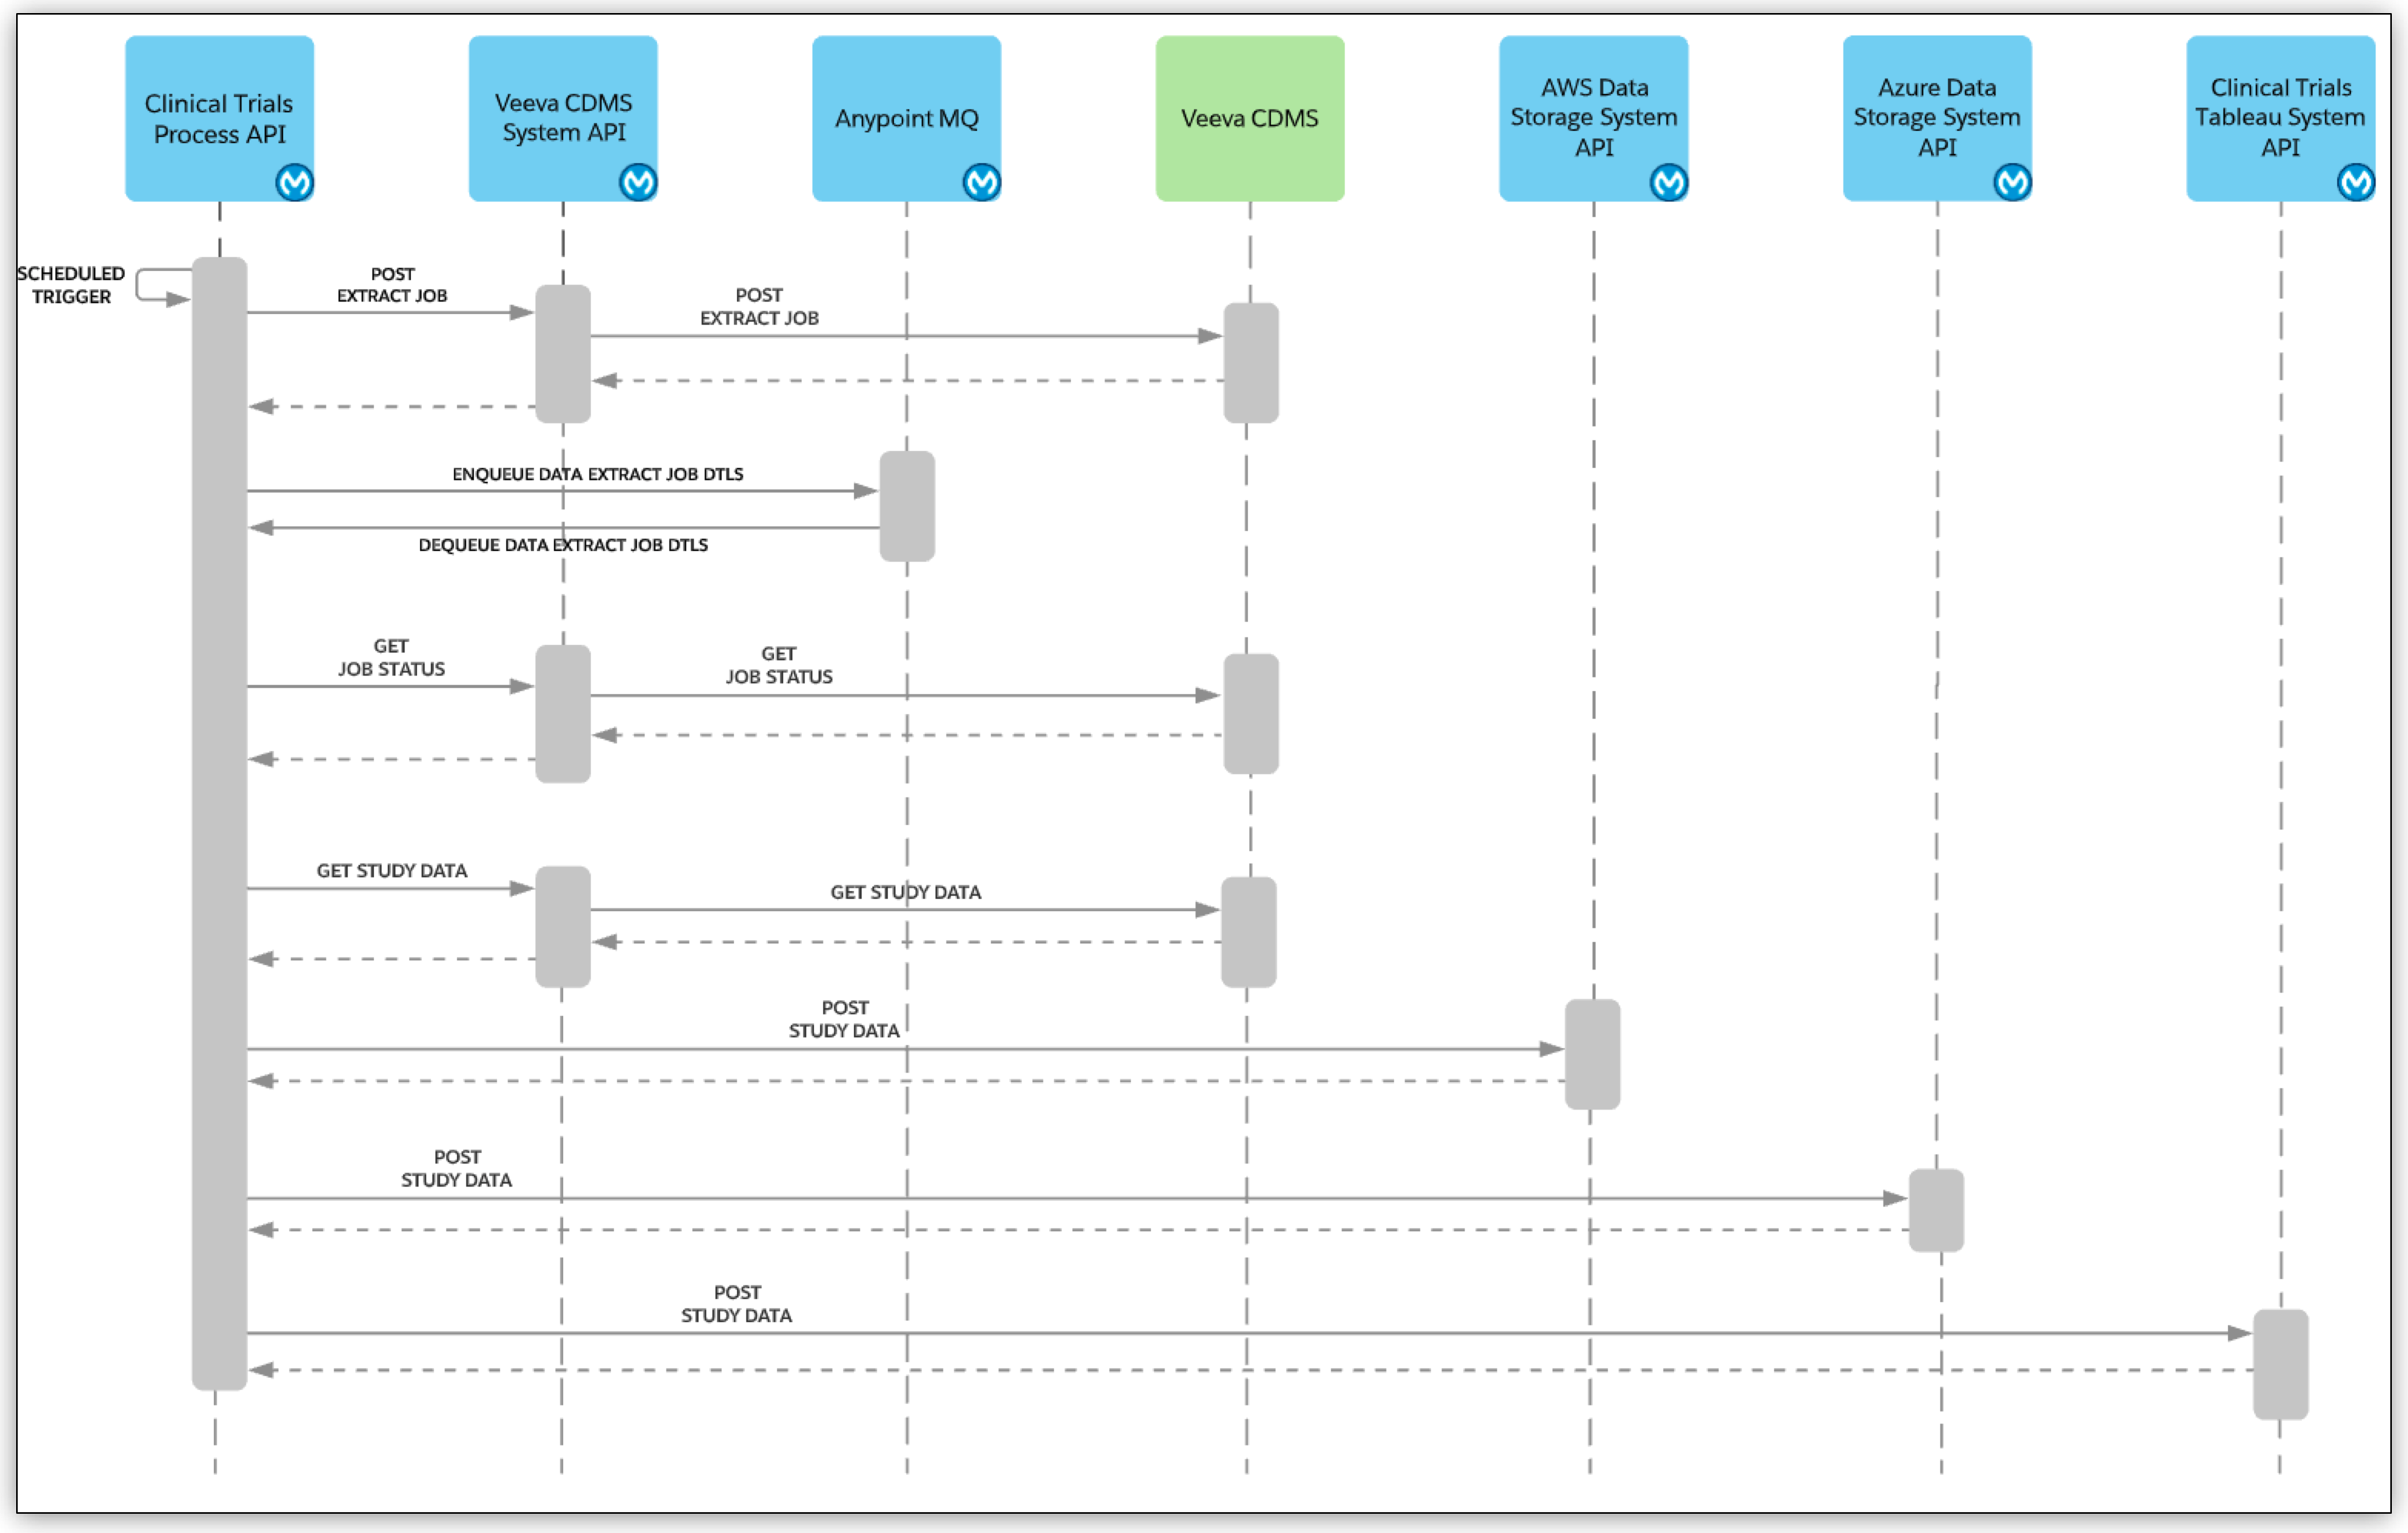 Clinical Trials
Process API
Veeva CDMS
System API
Anypoint MQ
Veeva CDMS
AWS Data
Storage System
API
Azure Data
Storage System
API
Clinical Trials
Tableau System
API
SCHEDULED
TRIGGER
POST
EXTRACT JOB
POST
EXTRACT JOB
ENQUEUE DATA EXTRACT JOB DTLS
DEQUEUE DATA EXTRACT JOB DTLS
GET
JOB STATUS
GET
JOB STATUS
GET STUDY DATA
GET STUDY DATA
POST
STUDY DATA
POST
STUDY DATA
POST
STUDY DATA